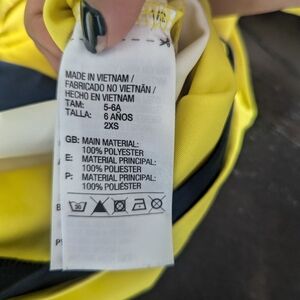 MADE IN VIETNAM /
FABRICADO NO VIETNÃ /
HECHO EN VIETNAM
TAM: 5-6A
TALLA: 6 AÑOS
2XS
GB: MAIN MATERIAL:
100% POLYESTER
E: MATERIAL PRINCIPAL:
100% POLIÉSTER
P: MATERIAL PRINCIPAL:
100% POLIÉSTER
30